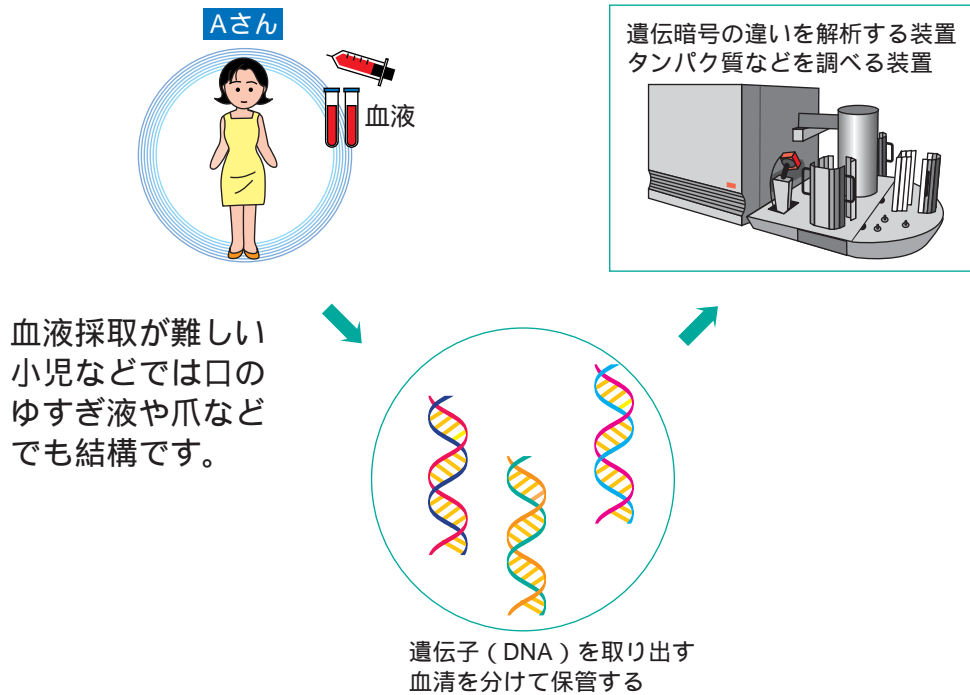 Aさん
血液
遺伝暗号の違いを解析する装置
タンパク質などを調べる装置
血液採取が難しい
小児などでは口の
ゆすぎ液や爪など
でも結構です。
遺伝子（DNA）を取り出す
血清を分けて保管する